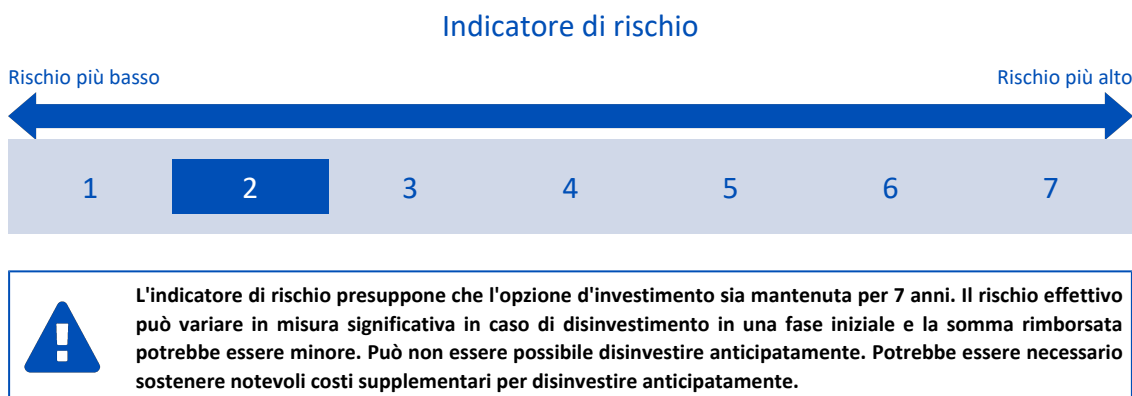 Indicatore di rischio
Rischio più basso
Rischio più alto
1 2 3 4 5 6 7
L'indicatore di rischio presuppone che l'opzione d'investimento sia mantenuta per 7 anni. Il rischio effettivo
può variare in misura significativa in caso di disinvestimento in una fase iniziale e la somma rimborsata
potrebbe essere minore. Può non essere possibile disinvestire anticipatamente. Potrebbe essere necessario
sostenere notevoli costi supplementari per disinvestire anticipatamente.